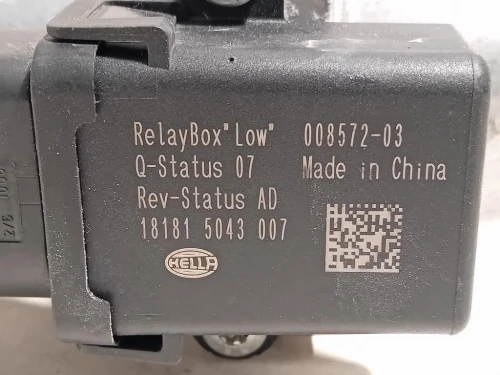 RelayBox"Low" 008572-03
Q-Status 07 Made in China
Rev-Status AD
18181 5043 007
HELLA